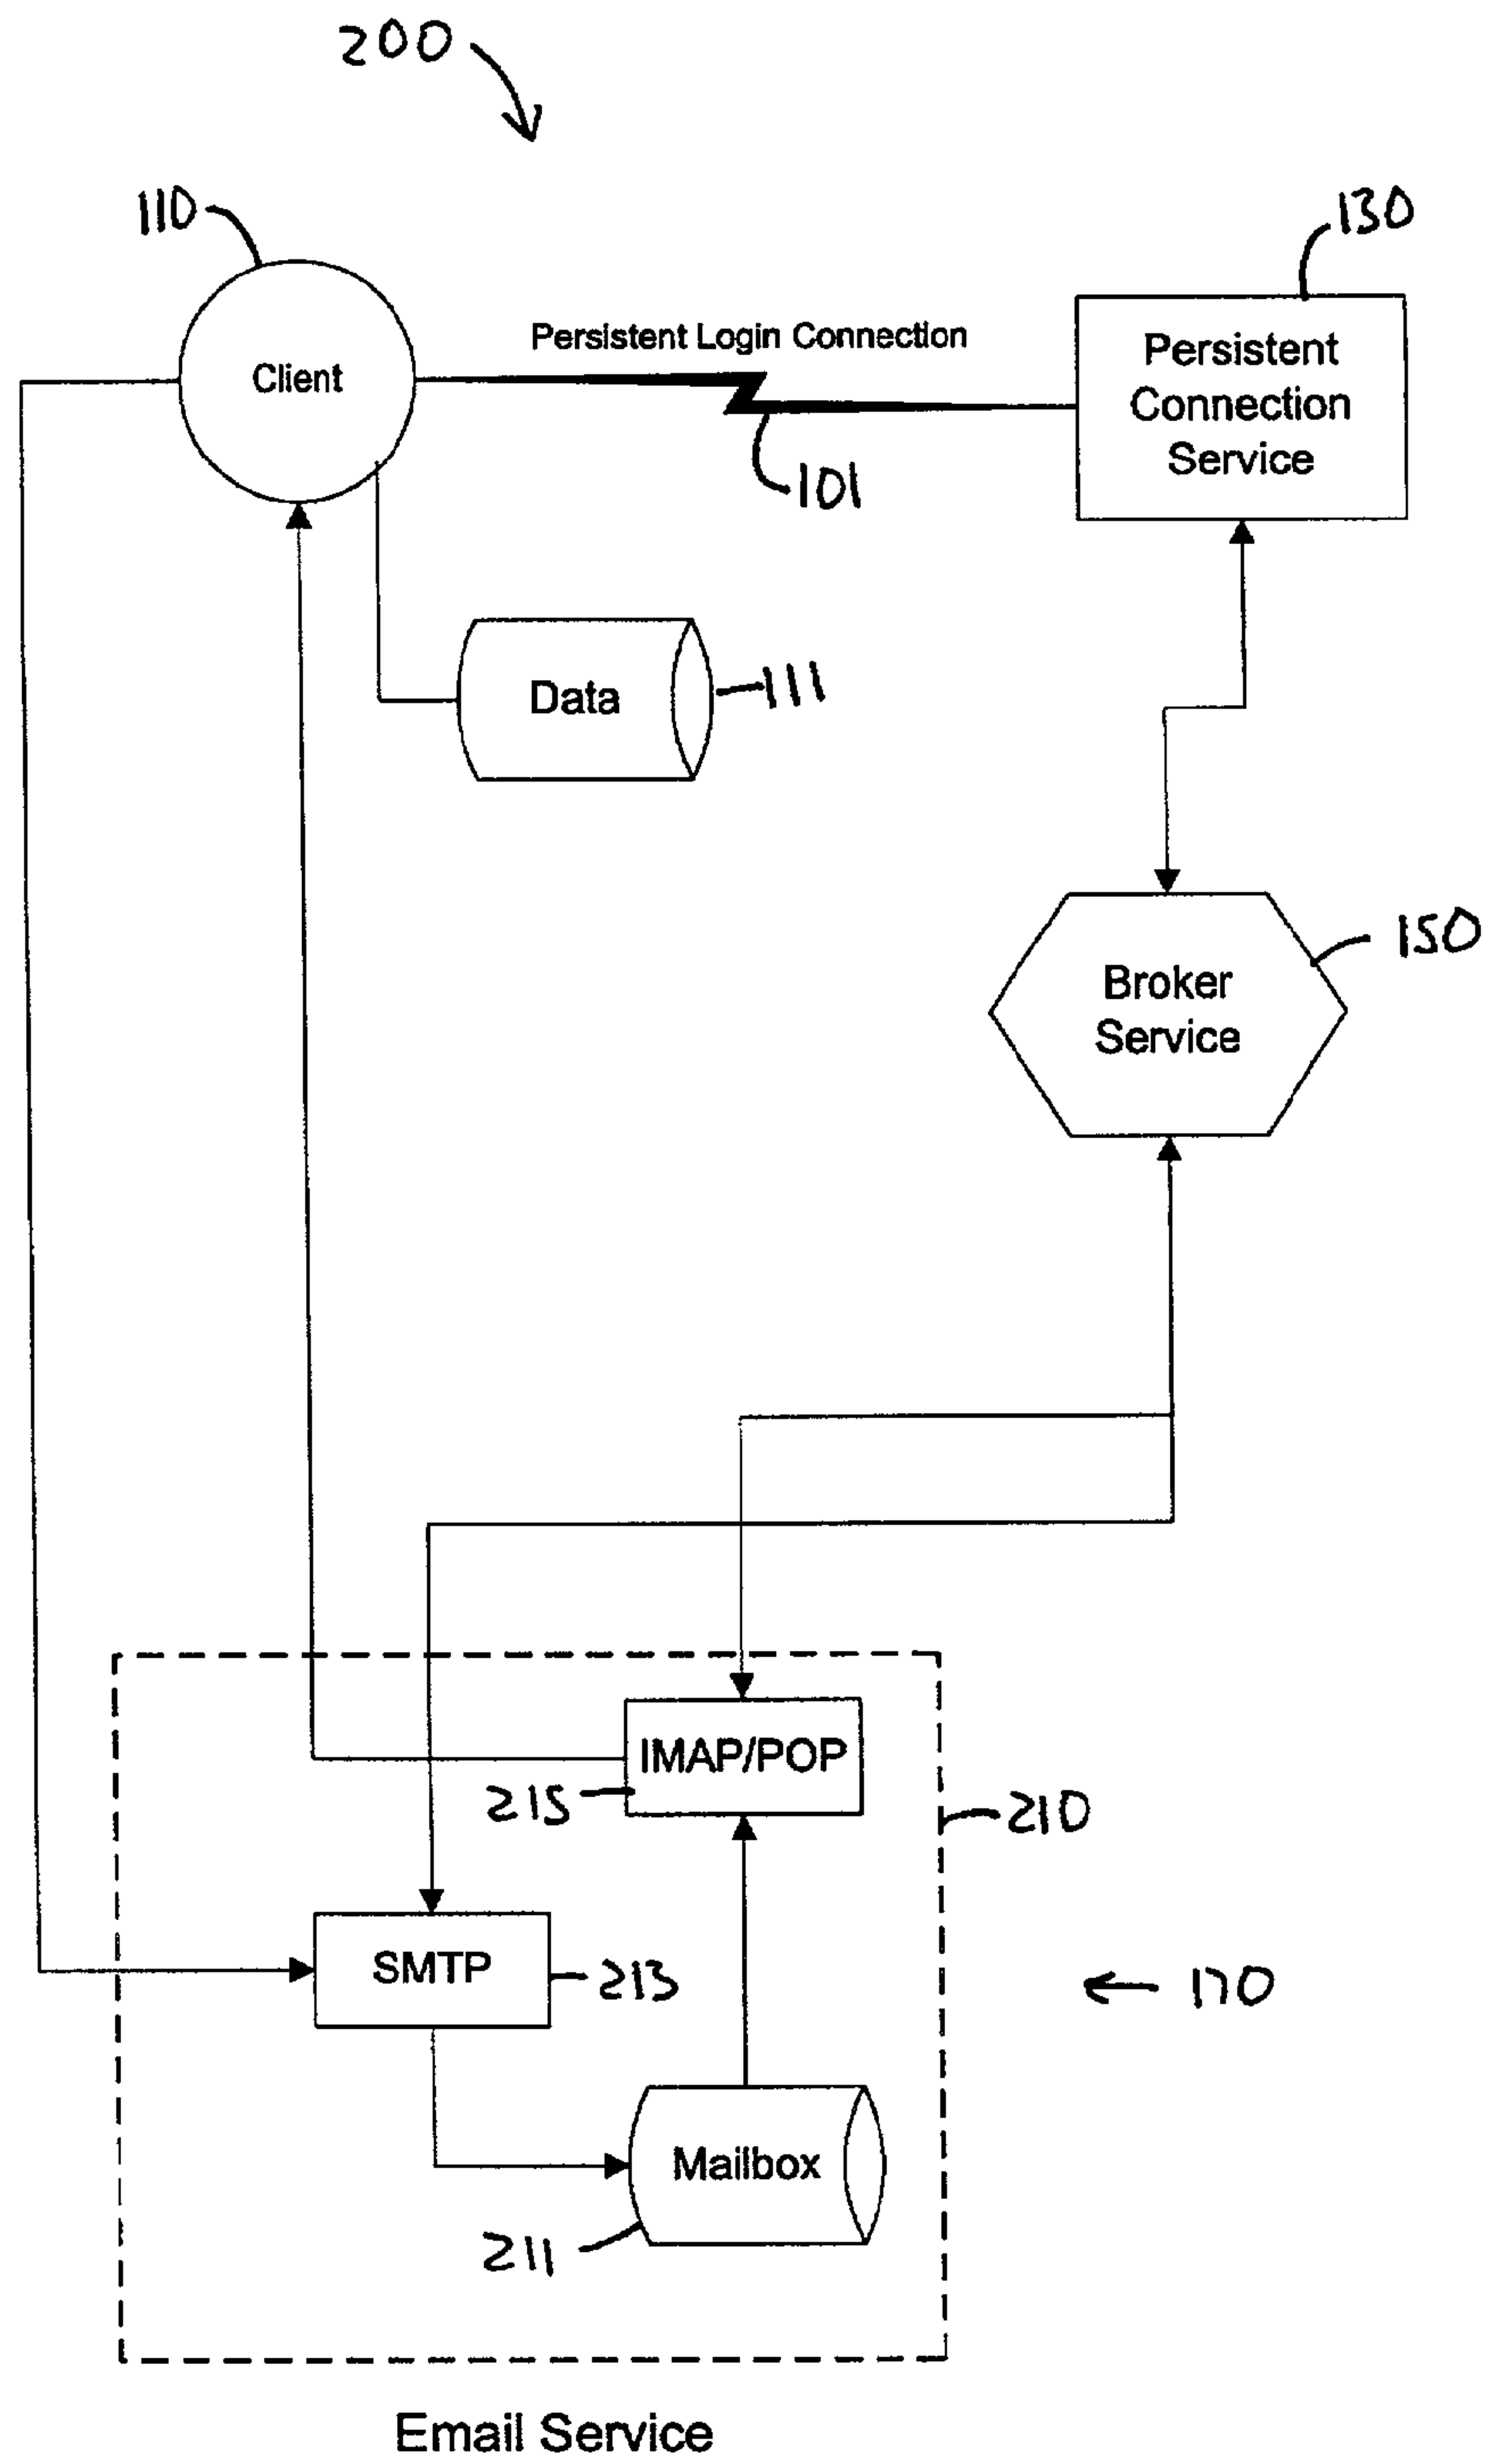 200
110
130
Persistent Login Connection
Client
Persistent
Connection
Service
101
Data
111
150
Broker
Service
IMAP/POP
215
210
SMTP
213
170
Mailbox
211
Email Service